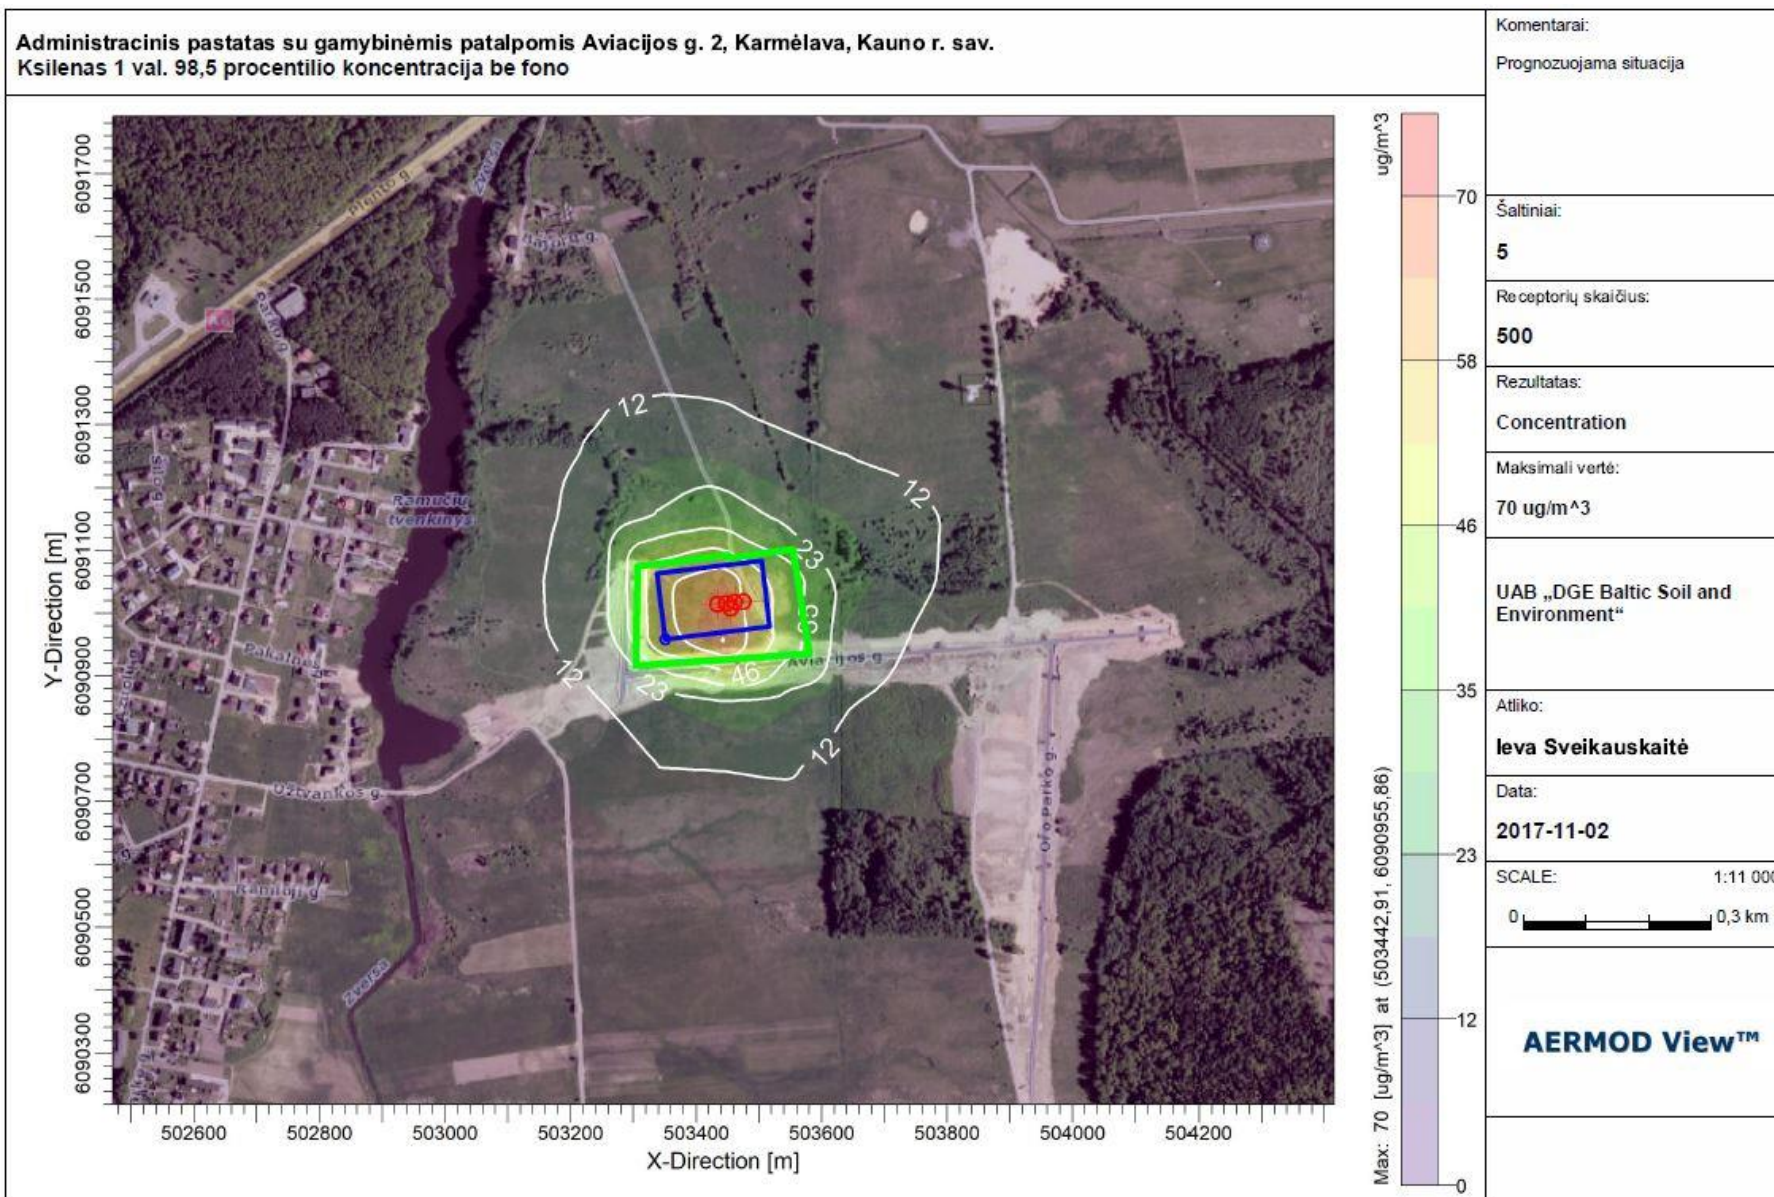 Administracinis pastatas su gamybinėmis patalpomis Aviacijos g. 2, Karmėlava, Kauno r. sav.
Ksilenas 1 val. 98,5 procentilio koncentracija be fono
Komentarai:
Prognozuojama situacija
Šaltiniai:
5
Receptorių skaičius:
500
Rezultatas:
Concentration
Maksimali vertė:
70 ug/m^3
UAB „DGE Baltic Soil and
Environment“
Atliko:
Ieva Sveikauskaitė
Data:
2017-11-02
SCALE:
1:11 000
0
0,3 km
AERMOD View™
ug/m^3
70
58
46
35
23
12
0
Max: 70 [ug/m^3] at (503442,91, 6090955,86)
Y-Direction [m]
6091700
6091500
6091300
6091100
6090900
6090700
6090500
6090300
502600
502800
503000
503200
503400
503600
503800
504000
504200
X-Direction [m]
Plento g.
Žversa
Ramučių
tvenkinys
Pakalnės g.
Užtvankos g.
Žversa
Aviacijos g.
Oro Parko g.
12
12
12
12
23
23
46